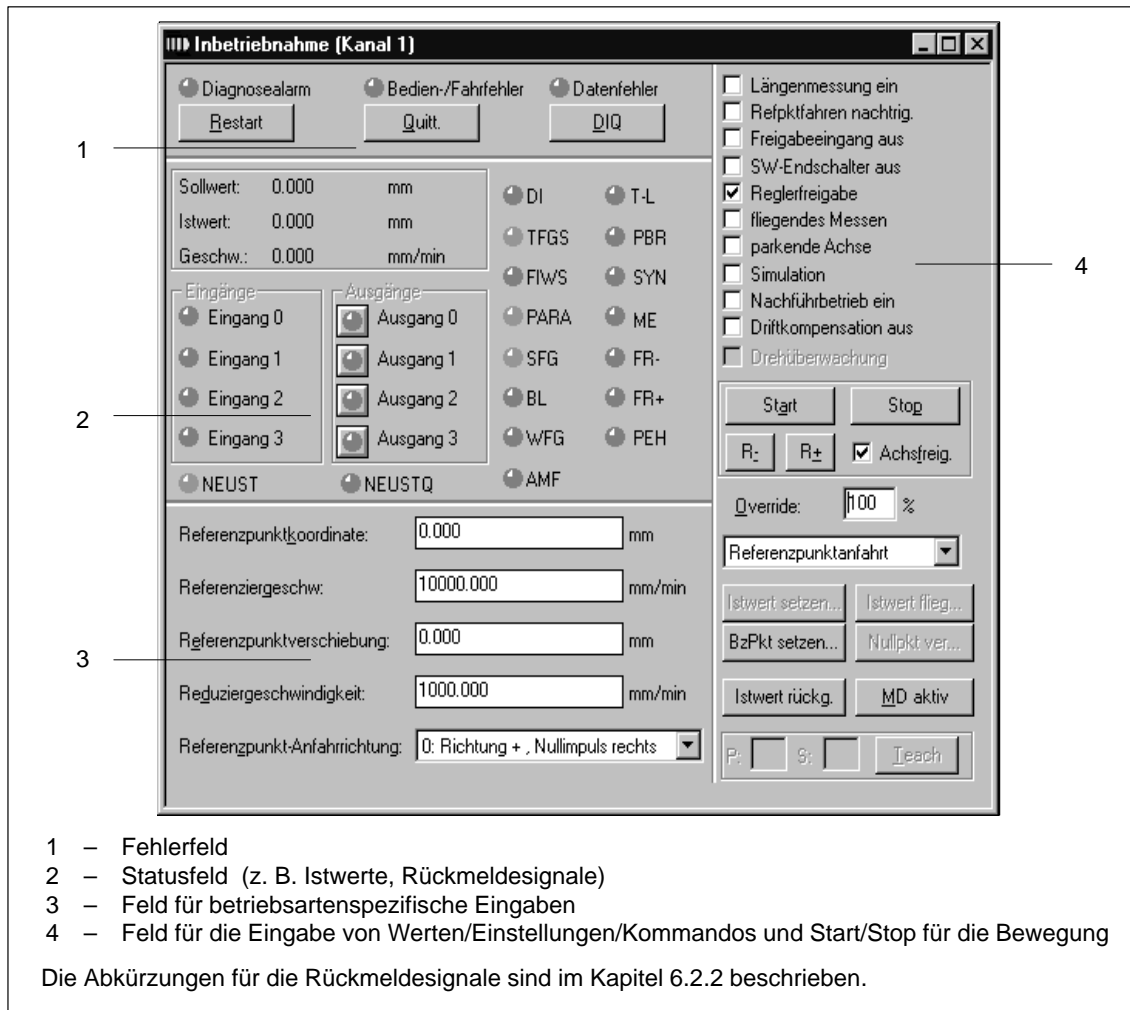 Inbetriebnahme (Kanal 1)
Diagnosealarm Bedien-/Fahrfehler Datenfehler
Restart Quitt. DIQ
1
Sollwert: 0.000 mm
Istwert: 0.000 mm
Geschw.: 0.000 mm/min
DI T-L
TFGS PBR
FIWS SYN
PARA ME
SFG FR-
BL FR+
WFG PEH
AMF
Eingänge
Eingang 0
Eingang 1
Eingang 2
Eingang 3
Ausgänge
Ausgang 0
Ausgang 1
Ausgang 2
Ausgang 3
2
NEUST NEUSTQ
Referenzpunktkoordinate: 0.000 mm
Referenziergeschw: 10000.000 mm/min
Referenzpunktverschiebung: 0.000 mm
3
Reduziergeschwindigkeit: 1000.000 mm/min
Referenzpunkt-Anfahrrichtung: 0: Richtung + , Nullimpuls rechts
Längenmessung ein
Refpktfahren nachtrig.
Freigabeeingang aus
SW-Endschalter aus
Reglerfreigabe
fliegendes Messen
parkende Achse
4
Simulation
Nachführbetrieb ein
Driftkompensation aus
Drehüberwachung
Start Stop
R- R+ Achsfreig.
Override: 100 %
Referenzpunktanfahrt
Istwert setzen... Istwert flieg...
BzPkt setzen... Nullpkt ver...
Istwert rückg. MD aktiv
P: S: Teach
1 – Fehlerfeld
2 – Statusfeld (z. B. Istwerte, Rückmeldesignale)
3 – Feld für betriebsartenspezifische Eingaben
4 – Feld für die Eingabe von Werten/Einstellungen/Kommandos und Start/Stop für die Bewegung
Die Abkürzungen für die Rückmeldesignale sind im Kapitel 6.2.2 beschrieben.